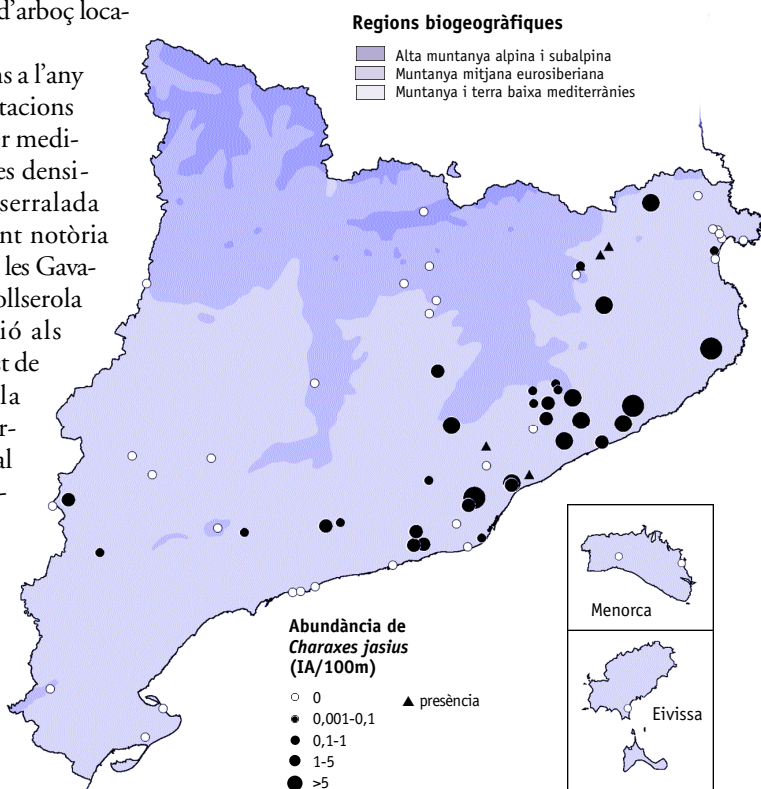 d'arboç loca-
ns a l'any
tacions
er medi-
es densi-
serralada
nt notòria
les Gava-
ollserola
ió als
t de
la
r-
al
-
Regions biogeogràfiques
Alta muntanya alpina i subalpina
Muntanya mitjana eurosiberiana
Muntanya i terra baixa mediterrànies
Abundància de
Charaxes jasius
(IA/100m)
0
0,001-0,1
0,1-1
1-5
>5
presència
Menorca
Eivissa